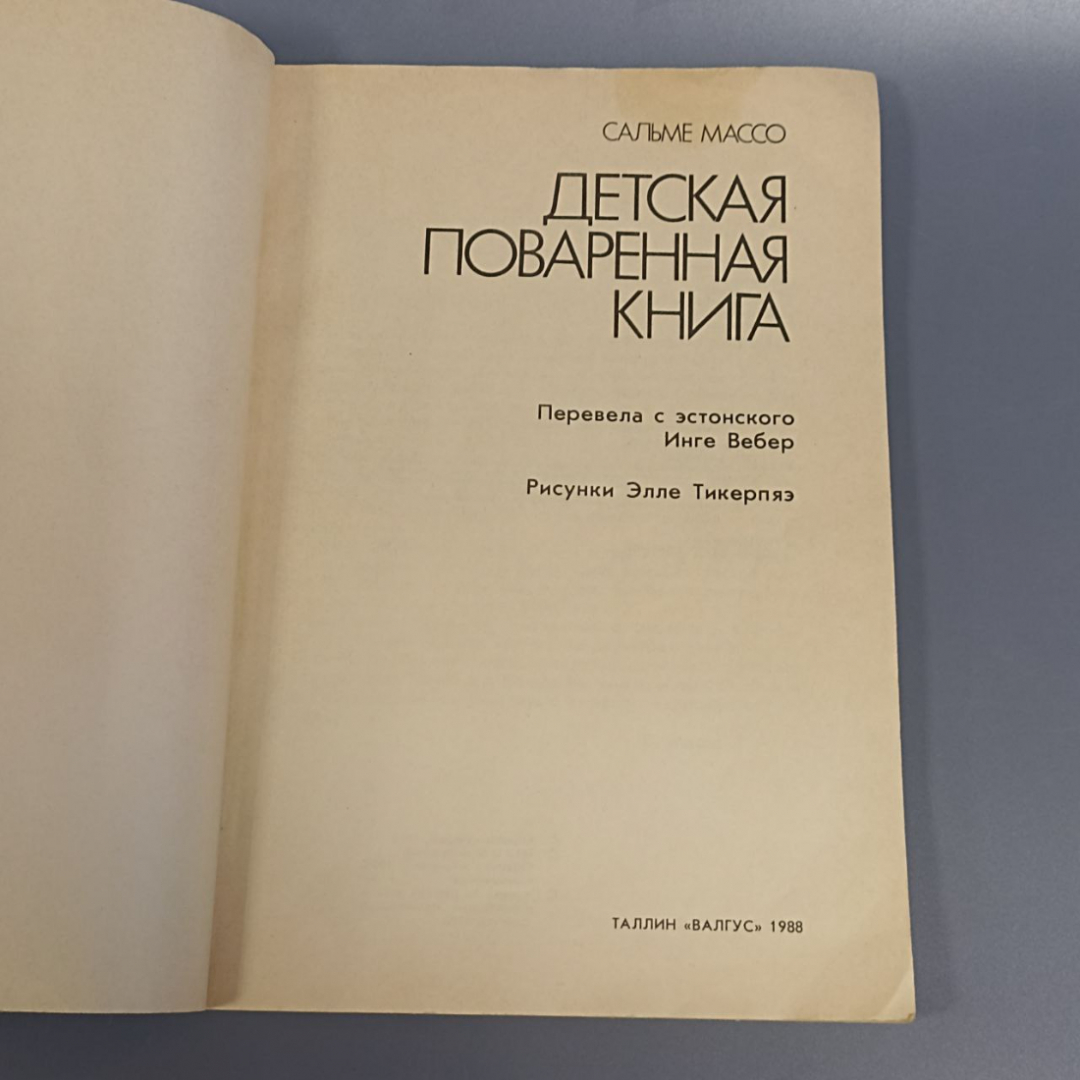 САЛЬМЕ МАССО
ДЕТСКАЯ
ПОВАРЕННАЯ
КНИГА
Перевела с эстонского
Инге Вебер
Рисунки Элле Тикерпяэ
ТАЛЛИН «ВАЛГУС» 1988